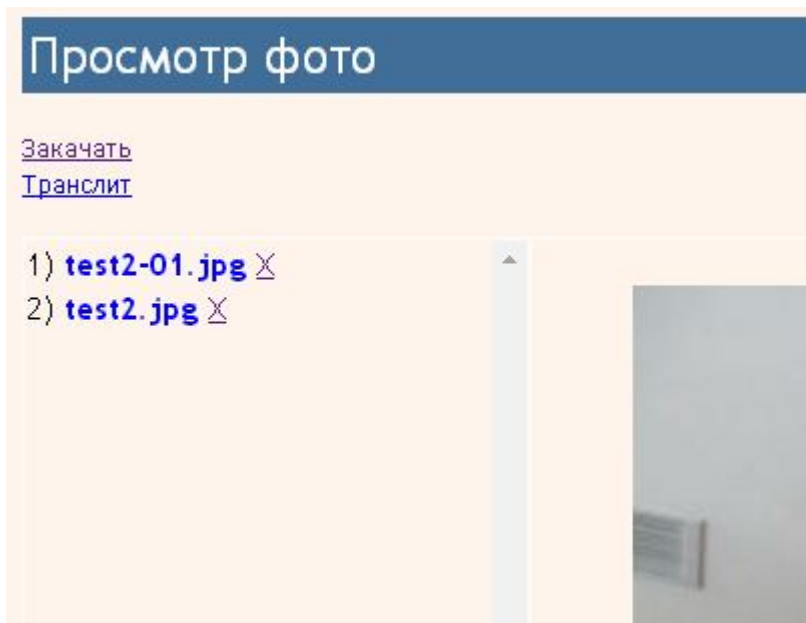 Просмотр фото
Закачать
Транслит
1) test2-01.jpg X
2) test2.jpg X